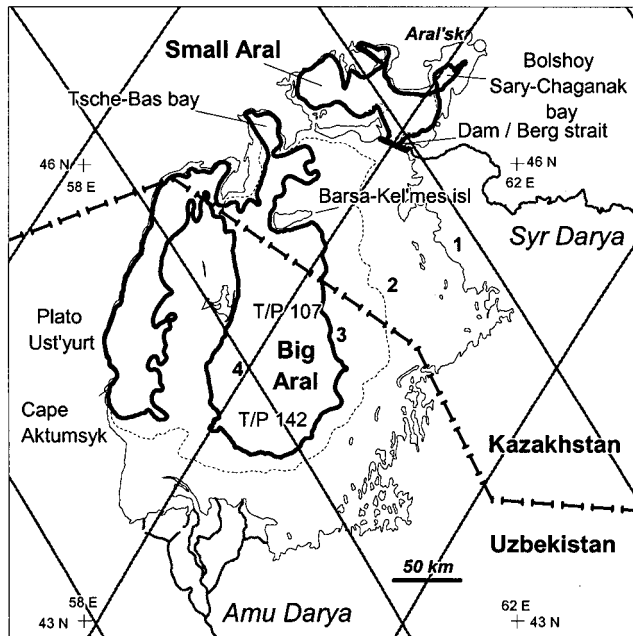 Small Aral
Aral'sk
Bolshoy
Sary-Chaganak
bay
Tsche-Bas bay
Dam / Berg strait
46 N
58 E
46 N
62 E
Barsa-Kel'mes isl
Syr Darya
1
2
T/P 107
3
Plato
Ust'yurt
Big
Aral
4
T/P 142
Cape
Aktumsyk
Kazakhstan
Uzbekistan
50 km
58 E
43 N
Amu Darya
62 E
43 N